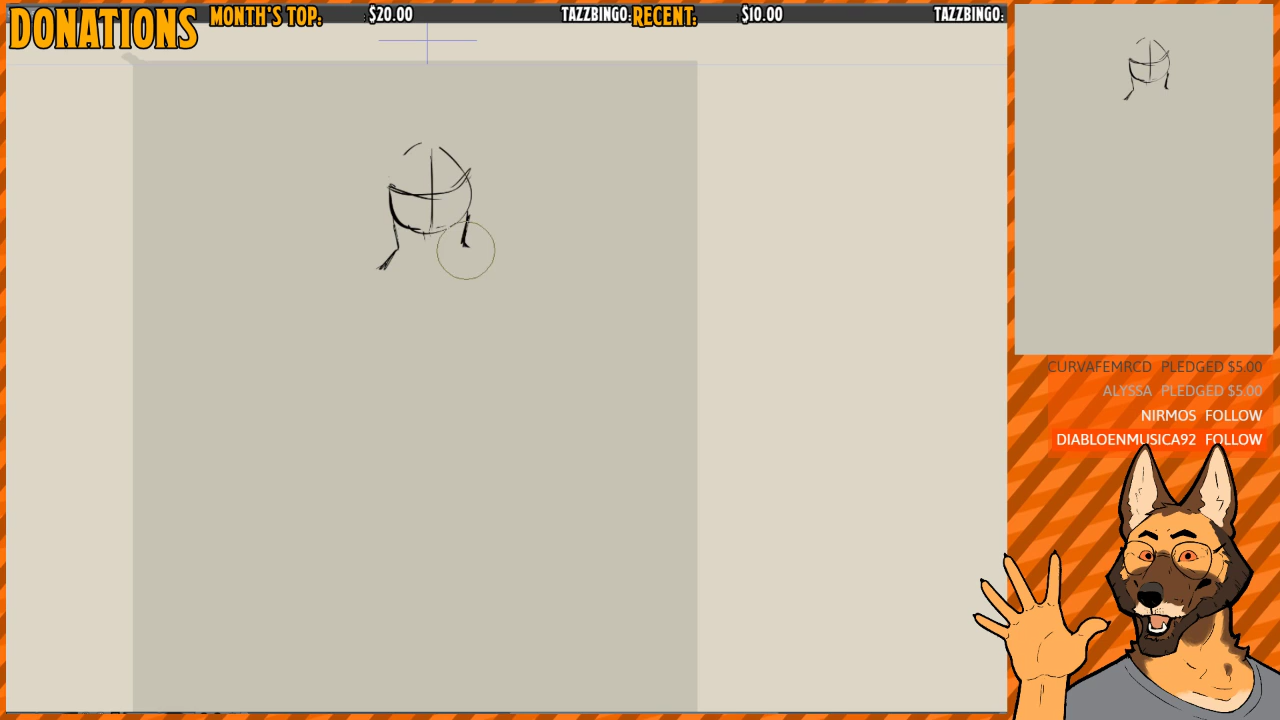 DONATIONS MONTH'S TOP: $20.00 TAZZBINGO: RECENT: $10.00 TAZZBINGO:
CURVAFEMRCD PLEDGED $5.00
ALYSSA PLEDGED $5.00
NIRMOS FOLLOW
DIABLOENMUSICA92 FOLLOW